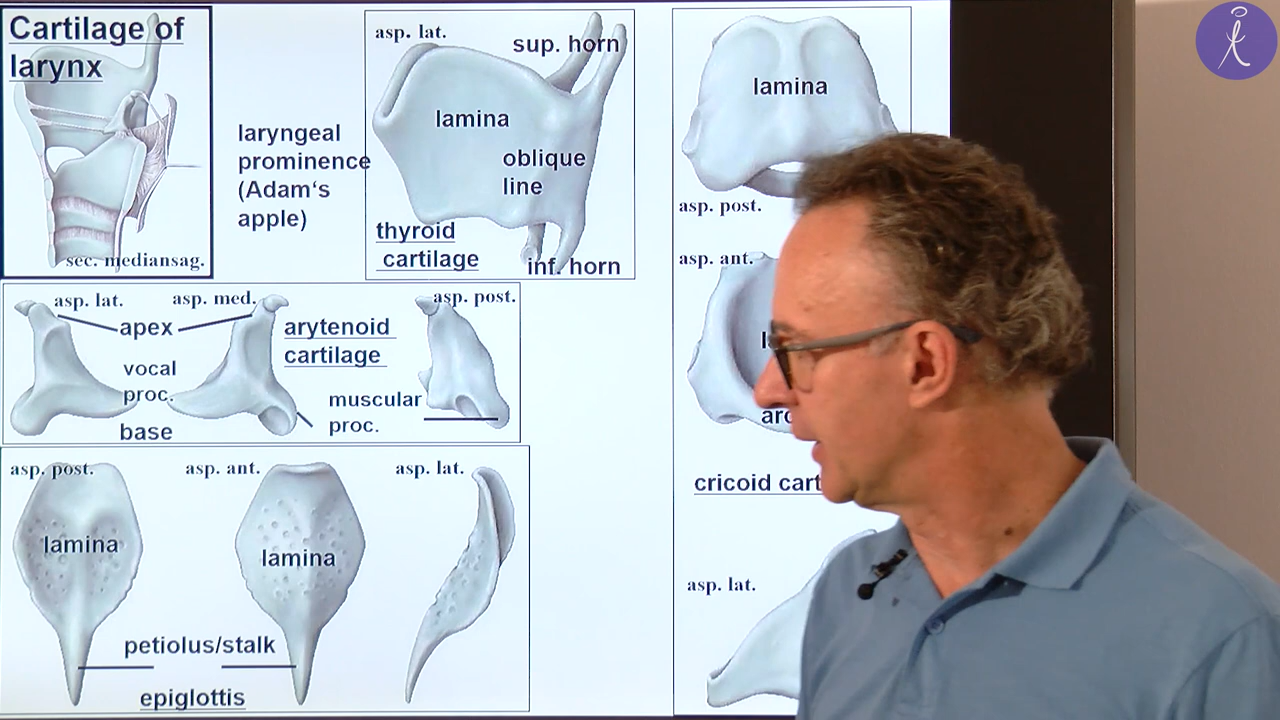 Cartilage of
larynx
sec. mediansag.
laryngeal
prominence
(Adam‘s
apple)
asp. lat.
sup. horn
lamina
oblique
line
thyroid
cartilage
inf. horn
lamina
asp. post.
asp. ant.
cricoid
asp. lat.
asp. lat.
asp. med.
asp. post.
apex
arytenoid
cartilage
vocal
proc.
muscular
proc.
base
asp. post.
asp. ant.
asp. lat.
lamina
lamina
petiolus/stalk
epiglottis